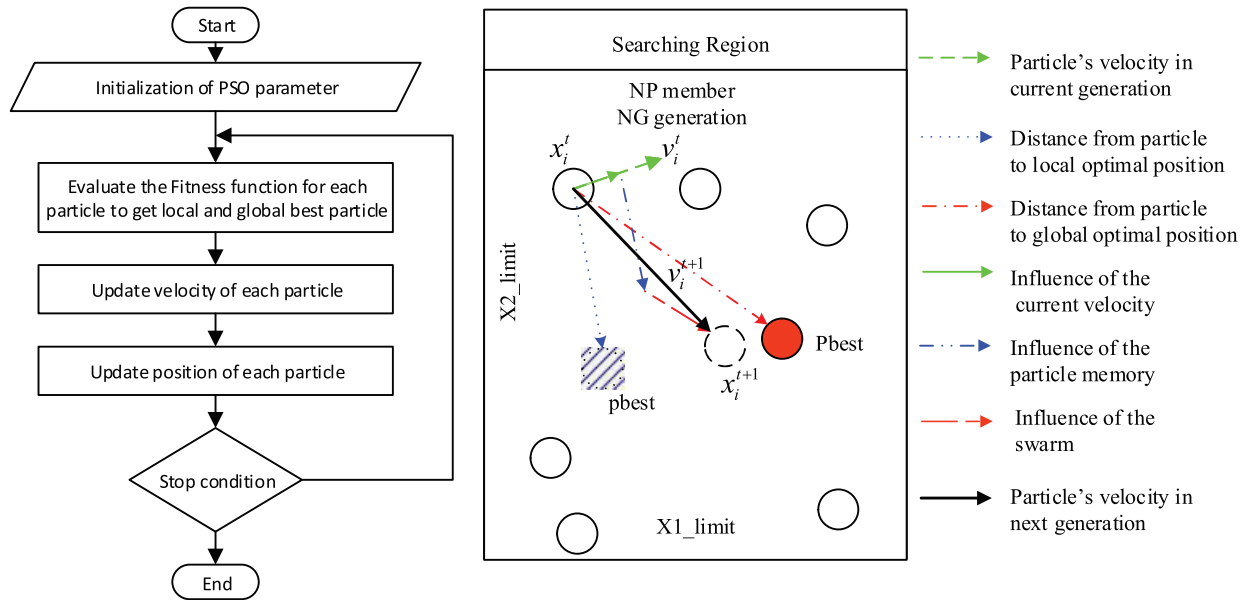 Start
Initialization of PSO parameter
Evaluate the Fitness function for each
particle to get local and global best particle
Update velocity of each particle
Update position of each particle
Stop condition
End
Searching Region
NP member
NG generation
x_i^t
v_i^t
X2_limit
v_i^{t+1}
Pbest
x_i^{t+1}
pbest
X1_limit
Particle's velocity in
current generation
Distance from particle
to local optimal position
Distance from particle
to global optimal position
Influence of the
current velocity
Influence of the
particle memory
Influence of the
swarm
Particle's velocity in
next generation